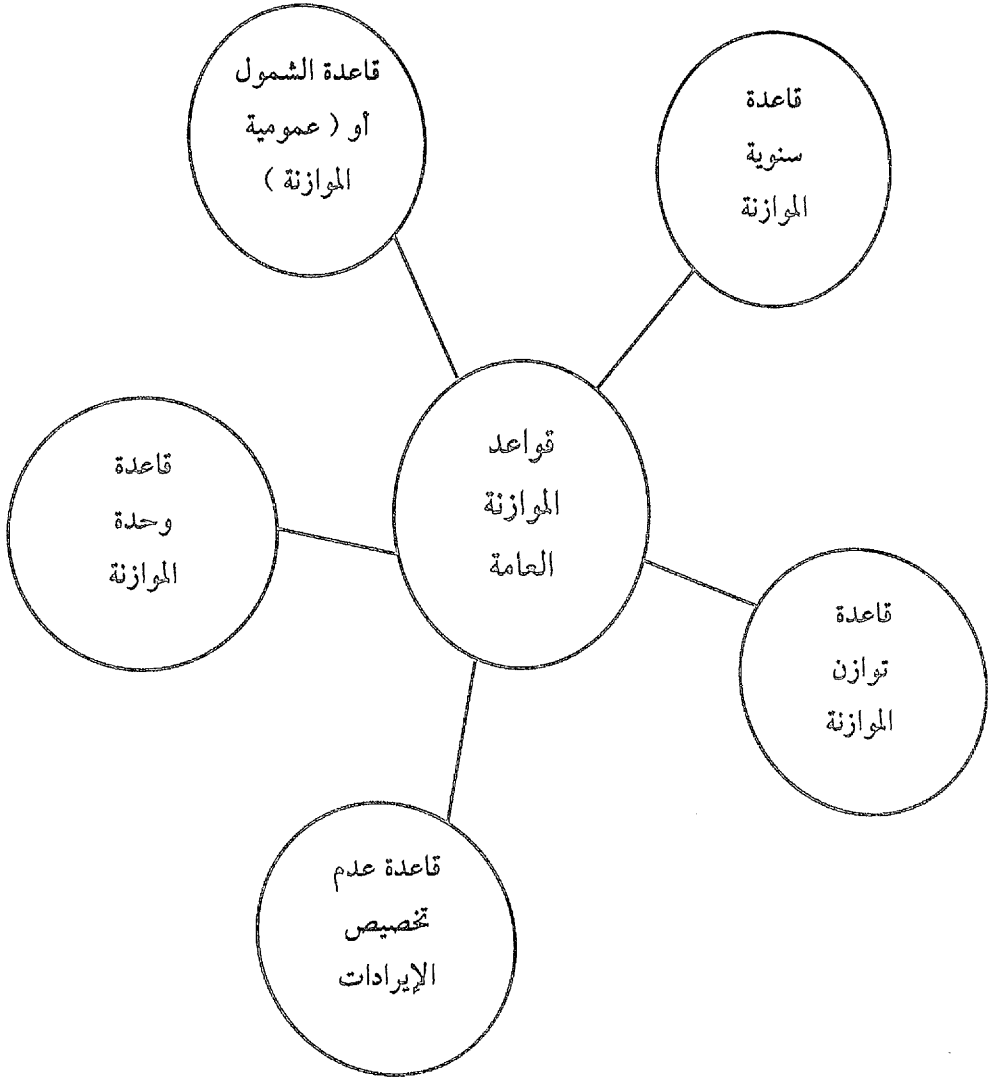 قاعدة
سنوية
الموازنة
قاعدة الشمول
أو ( عمومية
الموازنة )
قواعد
الموازنة
العامة
قاعدة
وحدة
الموازنة
قاعدة
توازن
الموازنة
قاعدة عدم
تخصيص
الإيرادات